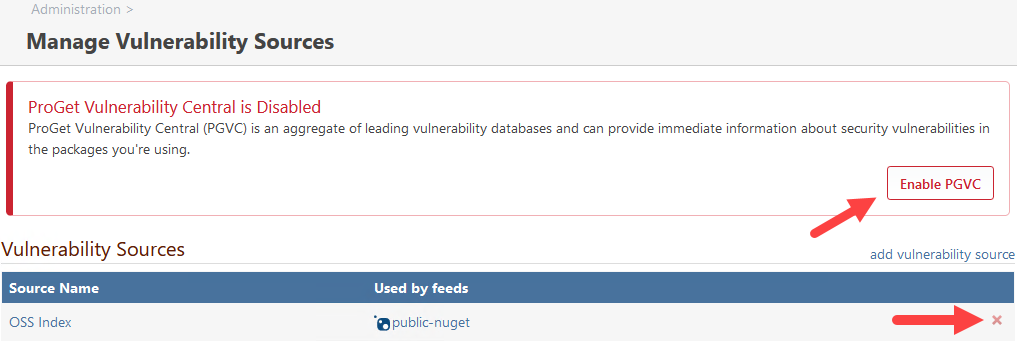 Administration >
Manage Vulnerability Sources
ProGet Vulnerability Central is Disabled
ProGet Vulnerability Central (PGVC) is an aggregate of leading vulnerability databases and can provide immediate information about security vulnerabilities in
the packages you're using.
Enable PGVC
Vulnerability Sources
add vulnerability source
Source Name Used by feeds
OSS Index public-nuget